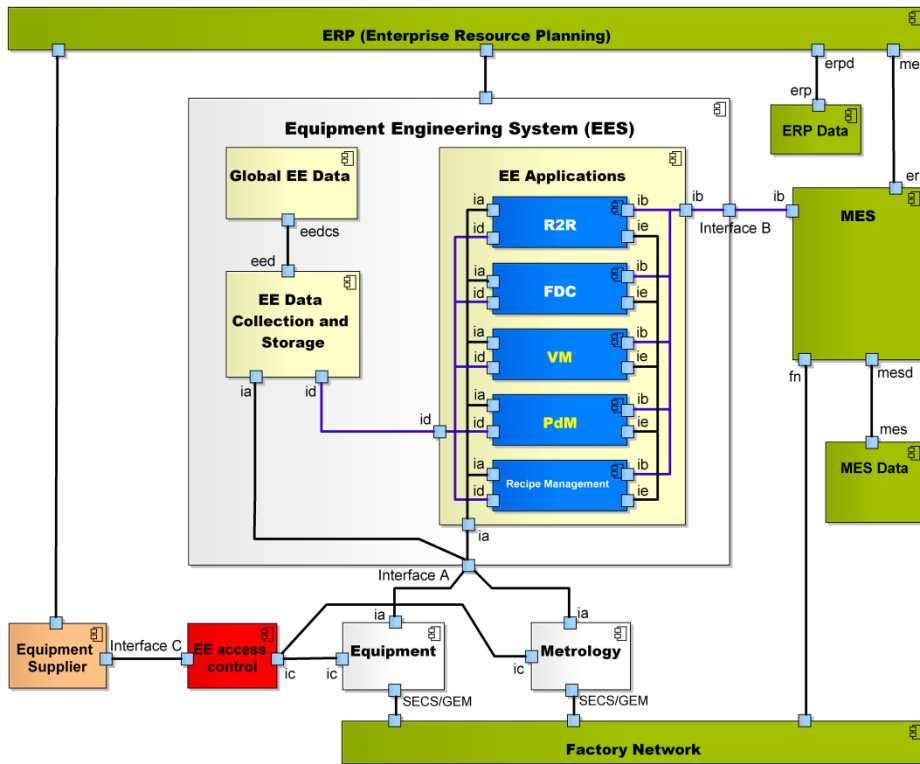 ERP (Enterprise Resource Planning)
erpd
me
erp
ERP Data
er
Equipment Engineering System (EES)
Global EE Data
eedcs
eed
EE Data
Collection and
Storage
ia
id
EE Applications
ia
ib
R2R
id
ie
ia
ib
FDC
id
ie
ia
ib
VM
id
ie
ia
ib
PdM
id
ie
ia
ib
Recipe Management
id
ie
id
ia
ib
Interface B
ib
MES
fn
mesd
mes
MES Data
Interface A
ia
ia
Equipment
Supplier
Interface C
EE access
control
ic
ic
Equipment
ic
Metrology
SECS/GEM
SECS/GEM
Factory Network